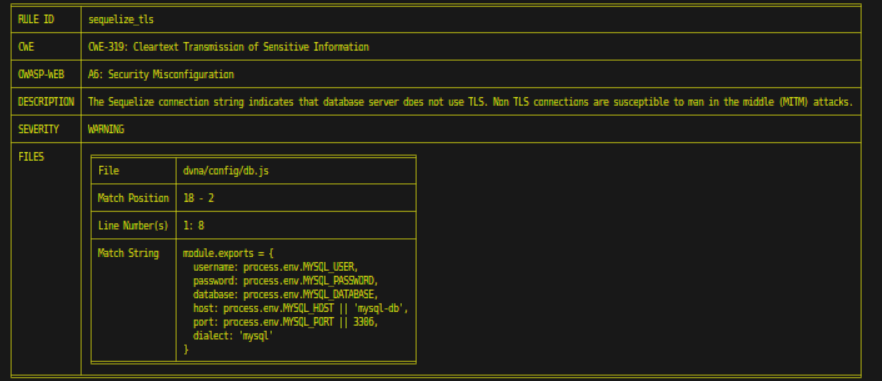 RULE ID sequelize_tls
CWE CWE-319: Cleartext Transmission of Sensitive Information
OWASP-WEB A6: Security Misconfiguration
DESCRIPTION The Sequelize connection string indicates that database server does not use TLS. Non TLS connections are susceptible to man in the middle (MITM) attacks.
SEVERITY WARNING
FILES
File dvna/config/db.js
Match Position 18 - 2
Line Number(s) 1: 8
Match String module.exports = {
username: process.env.MYSQL_USER,
password: process.env.MYSQL_PASSWORD,
database: process.env.MYSQL_DATABASE,
host: process.env.MYSQL_HOST || 'mysql-db',
port: process.env.MYSQL_PORT || 3306,
dialect: 'mysql'
}